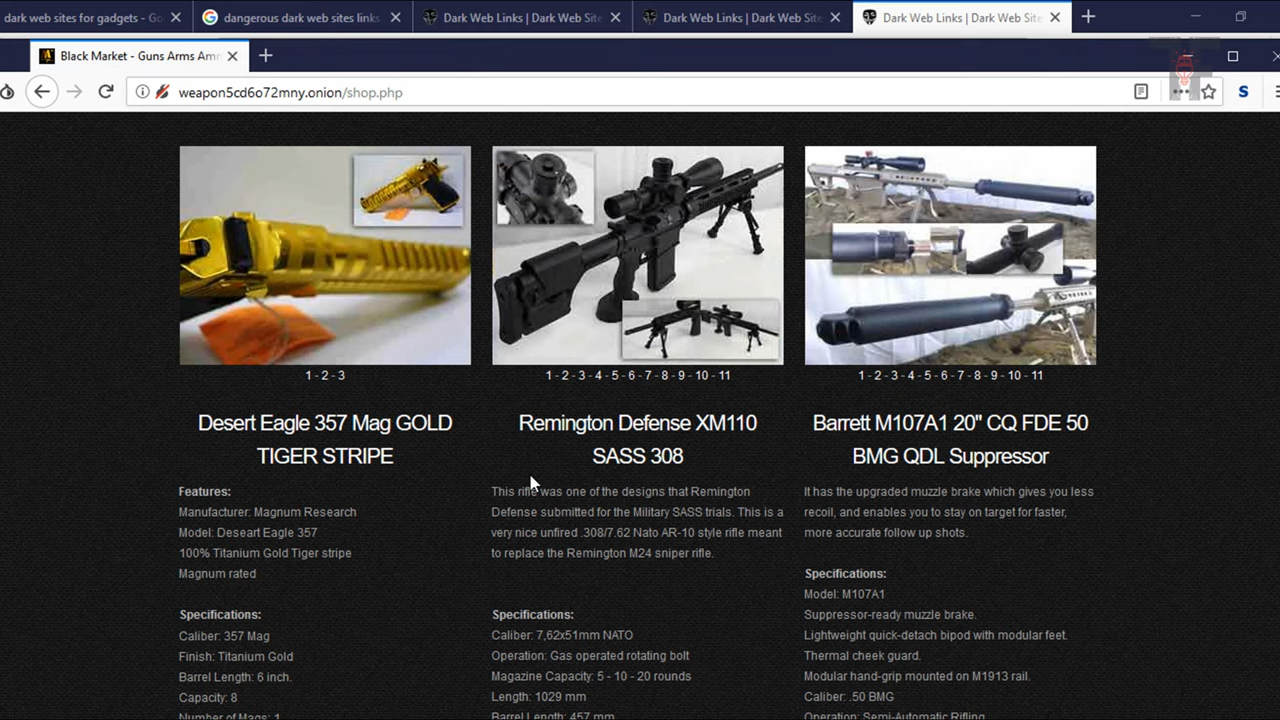 dark web sites for gadgets - Go
dangerous dark web sites links
Dark Web Links | Dark Web Site
Dark Web Links | Dark Web Site
Dark Web Links | Dark Web Site
Black Market - Guns Arms Amn
weapon5cd6o72mny.onion/shop.php
S
1 - 2 - 3
1 - 2 - 3 - 4 - 5 - 6 - 7 - 8 - 9 - 10 - 11
1 - 2 - 3 - 4 - 5 - 6 - 7 - 8 - 9 - 10 - 11
Desert Eagle 357 Mag GOLD
TIGER STRIPE
Features:
Manufacturer: Magnum Research
Model: Deseart Eagle 357
100% Titanium Gold Tiger stripe
Magnum rated
Specifications:
Caliber: 357 Mag
Finish: Titanium Gold
Barrel Length: 6 inch.
Capacity: 8
Number of Mags: 1
Remington Defense XM110
SASS 308
This rifle was one of the designs that Remington
Defense submitted for the Military SASS trials. This is a
very nice unfired .308/7.62 Nato AR-10 style rifle meant
to replace the Remington M24 sniper rifle.
Specifications:
Caliber: 7,62x51mm NATO
Operation: Gas operated rotating bolt
Magazine Capacity: 5 - 10 - 20 rounds
Length: 1029 mm
Barrel Length: 457 mm
Barrett M107A1 20" CQ FDE 50
BMG QDL Suppressor
It has the upgraded muzzle brake which gives you less
recoil, and enables you to stay on target for faster,
more accurate follow up shots.
Specifications:
Model: M107A1
Suppressor-ready muzzle brake.
Lightweight quick-detach bipod with modular feet.
Thermal cheek guard.
Modular hand-grip mounted on M1913 rail.
Caliber: .50 BMG
Operation: Semi-Automatic Rifling